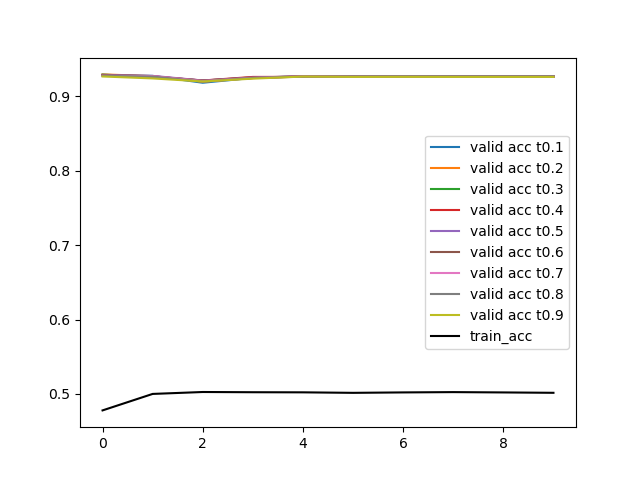 0.9
0.8
0.7
0.6
0.5
0 2 4 6 8
valid acc t0.1
valid acc t0.2
valid acc t0.3
valid acc t0.4
valid acc t0.5
valid acc t0.6
valid acc t0.7
valid acc t0.8
valid acc t0.9
train_acc